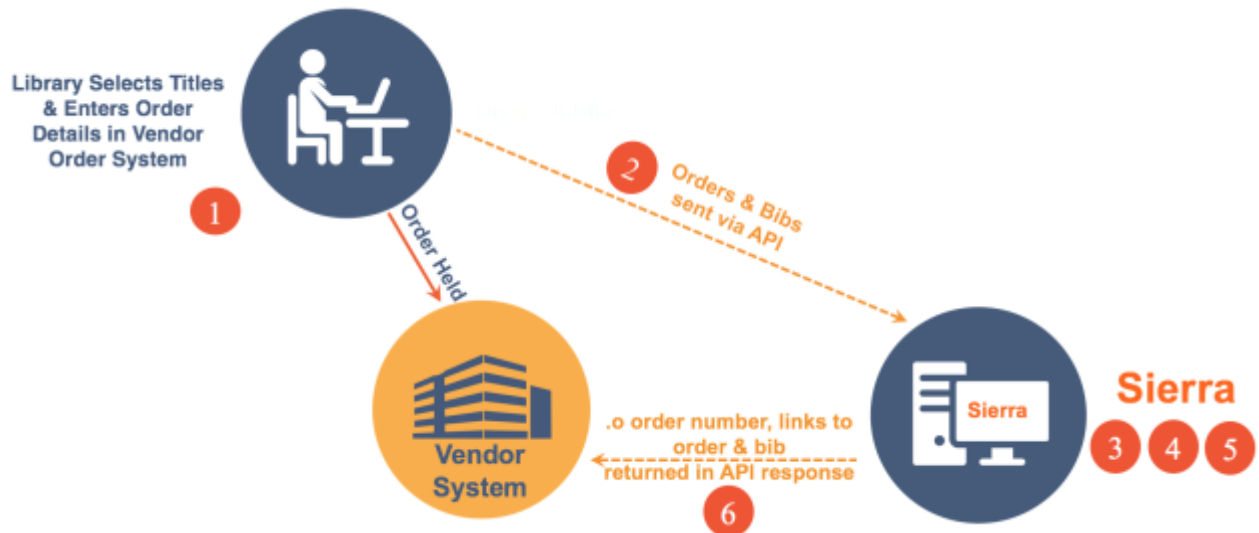 Library Selects Titles
& Enters Order
Details in Vendor
Order System
1
Order Held
2
Orders & Bibs
sent via API
Vendor
System
.o order number, links to
order & bib
returned in API response
6
Sierra
Sierra
3 4 5